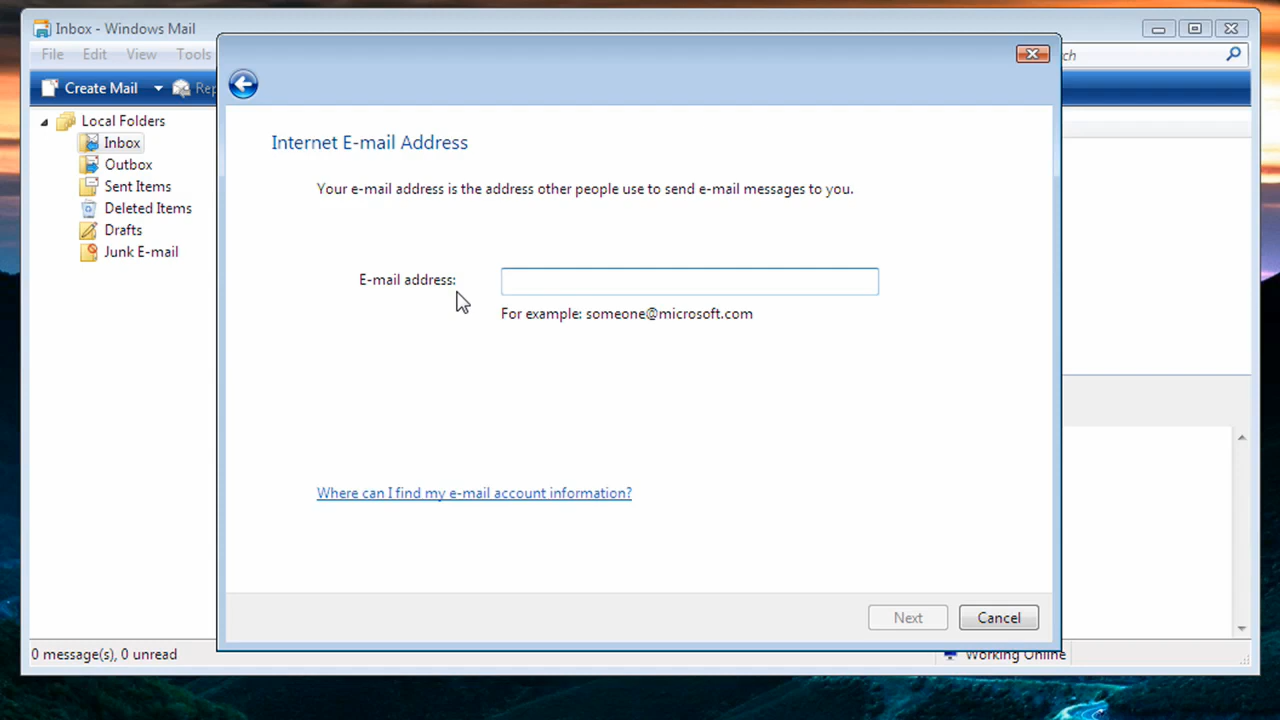 Inbox - Windows Mail
File Edit View Tools
ch
Create Mail
Rep
Local Folders
Inbox
Outbox
Sent Items
Deleted Items
Drafts
Junk E-mail
Internet E-mail Address
Your e-mail address is the address other people use to send e-mail messages to you.
E-mail address:
For example: someone@microsoft.com
Where can I find my e-mail account information?
Next Cancel
0 message(s), 0 unread
Working Online